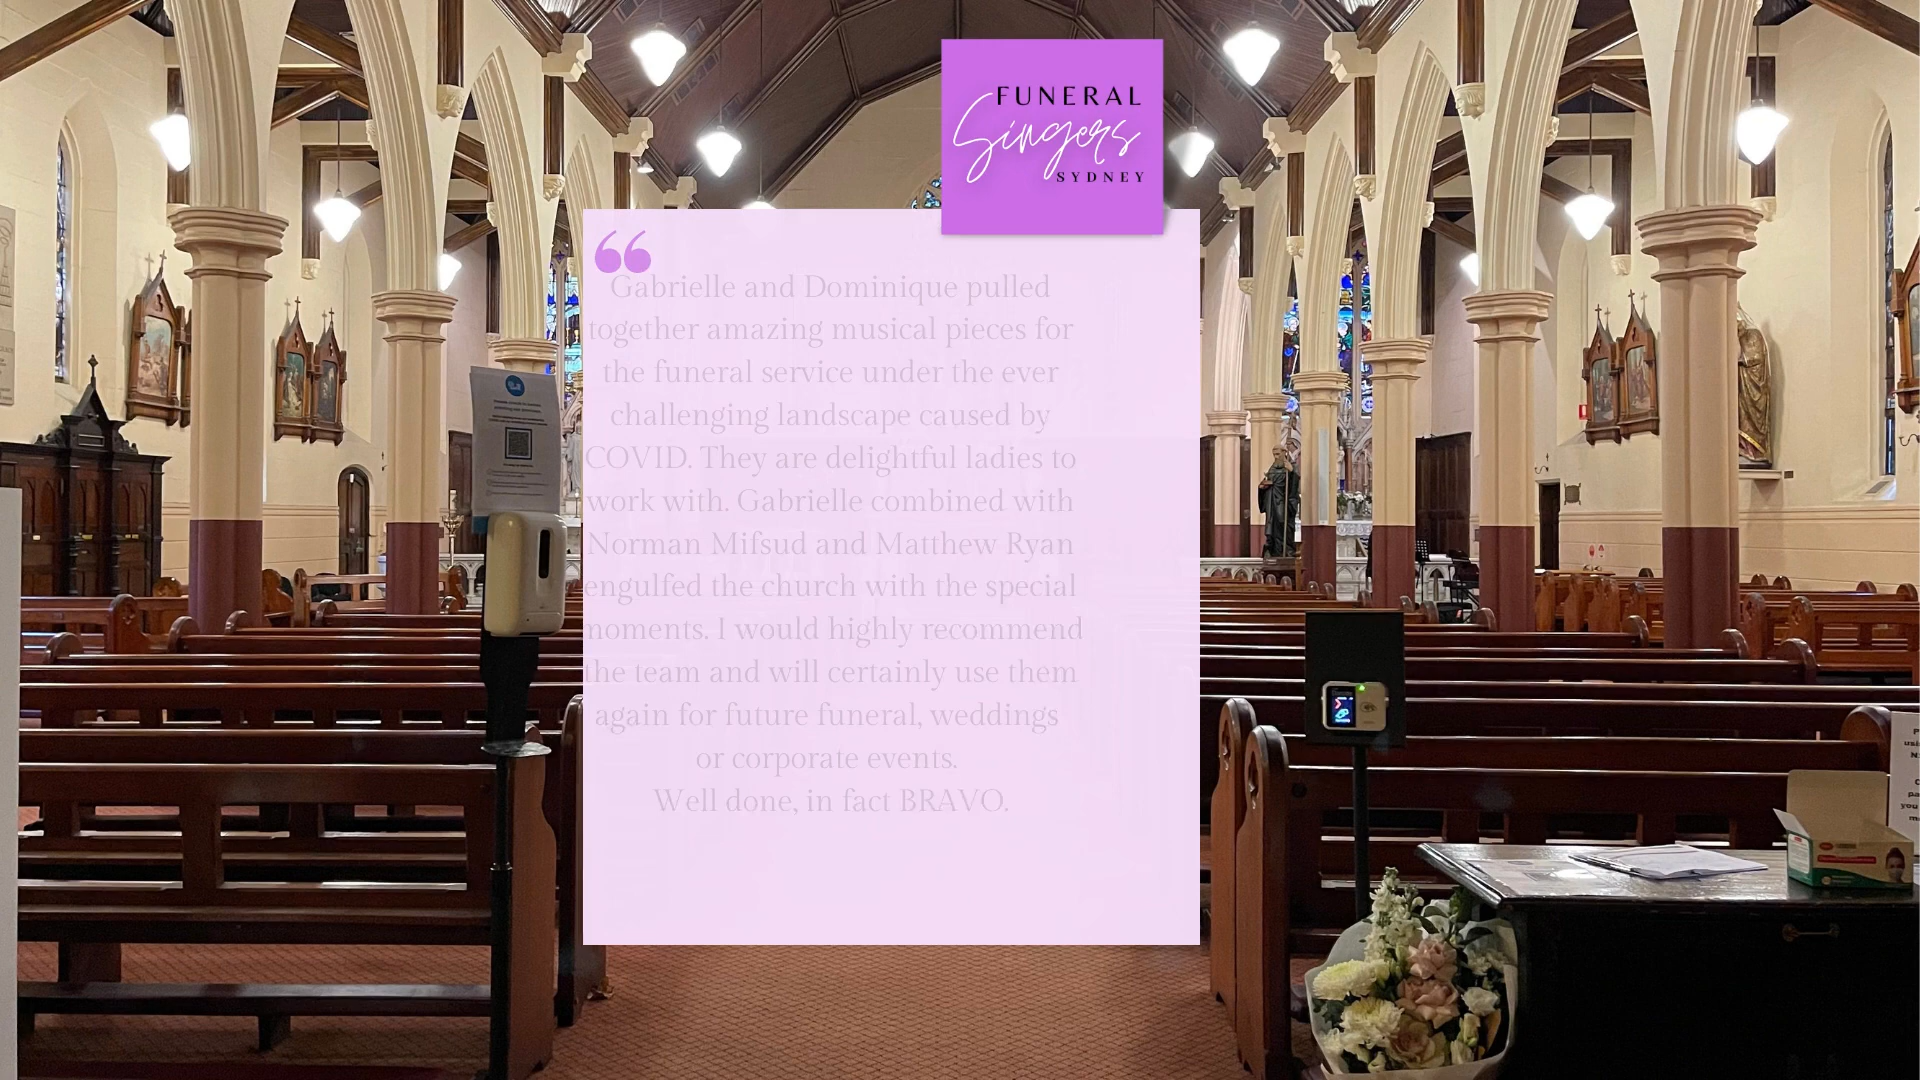 FUNERAL
Singers
SYDNEY
“
Gabrielle and Dominique pulled
together amazing musical pieces for
the funeral service under the ever
challenging landscape caused by
COVID. They are delightful ladies to
work with. Gabrielle combined with
Norman Mifsud and Matthew Ryan
engulfed the church with the special
moments. I would highly recommend
the team and will certainly use them
again for future funeral, weddings
or corporate events.
Well done, in fact BRAVO.